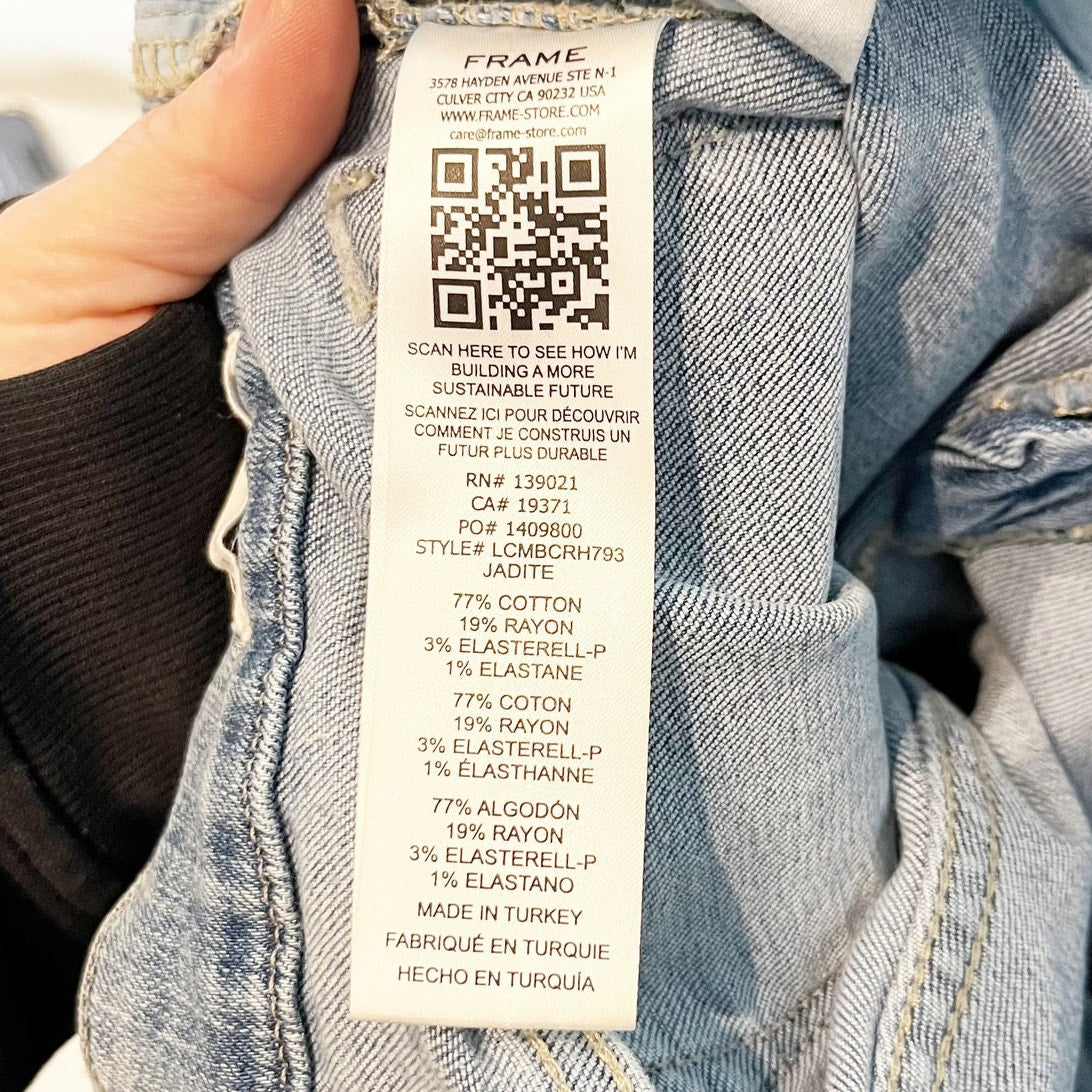 FRAME
3578 HAYDEN AVENUE STE N-1
CULVER CITY CA 90232 USA
WWW.FRAME-STORE.COM
care@frame-store.com
SCAN HERE TO SEE HOW I'M
BUILDING A MORE
SUSTAINABLE FUTURE
SCANNEZ ICI POUR DÉCOUVRIR
COMMENT JE CONSTRUIS UN
FUTUR PLUS DURABLE
RN# 139021
CA# 19371
PO# 1409800
STYLE# LCMBCRH793
JADITE
77% COTTON
19% RAYON
3% ELASTERELL-P
1% ELASTANE
77% COTON
19% RAYON
3% ELASTERELL-P
1% ÉLASTHANNE
77% ALGODÓN
19% RAYON
3% ELASTERELL-P
1% ELASTANO
MADE IN TURKEY
FABRIQUÉ EN TURQUIE
HECHO EN TURQUÍA